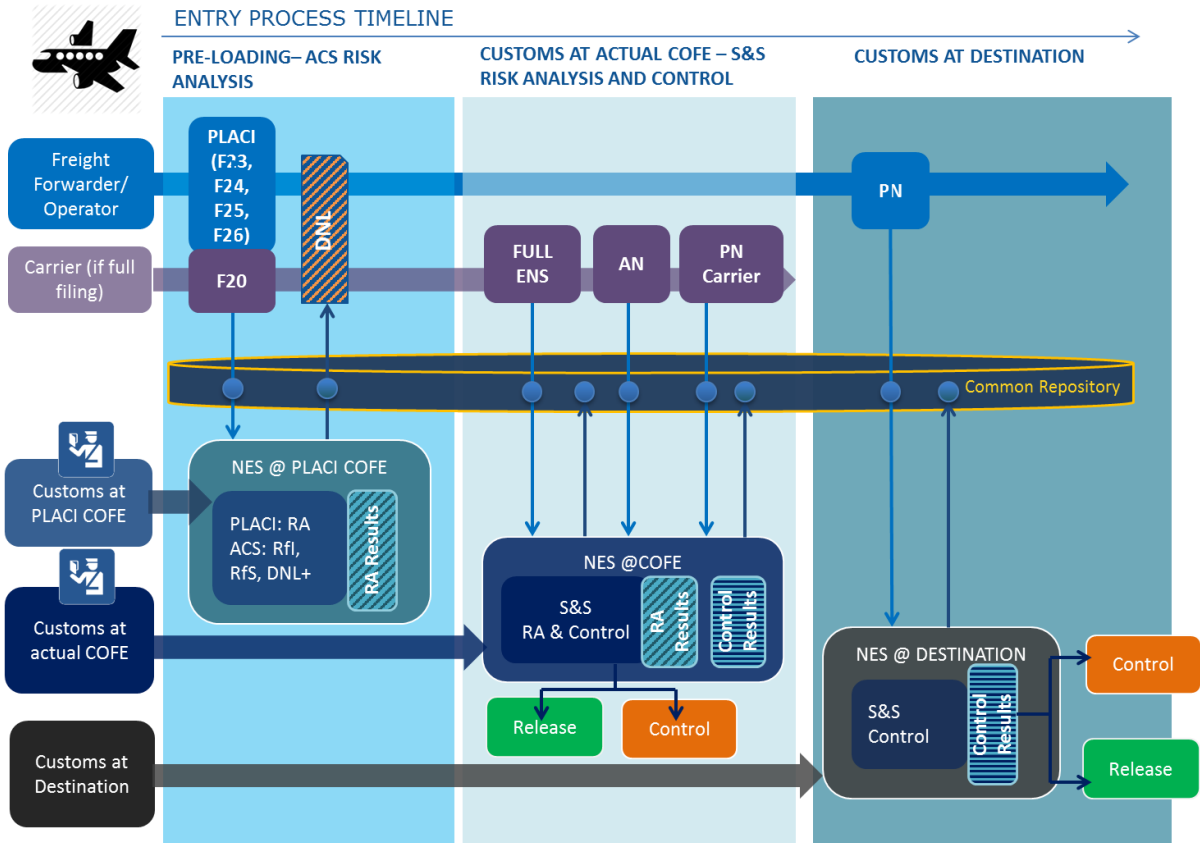 ENTRY PROCESS TIMELINE
PRE-LOADING– ACS RISK
ANALYSIS
CUSTOMS AT ACTUAL COFE – S&S
RISK ANALYSIS AND CONTROL
CUSTOMS AT DESTINATION
Freight
Forwarder/
Operator
PLACI
(F23,
F24,
F25,
F26)
DNL
PN
Carrier (if full
filing)
F20
FULL
ENS
AN
PN
Carrier
Common Repository
Customs at
PLACI COFE
NES @ PLACI COFE
PLACI: RA
ACS: RfI,
RfS, DNL+
RA Results
Customs at
actual COFE
NES @COFE
S&S
RA & Control
RA
Results
Control
Results
Release
Control
NES @ DESTINATION
S&S
Control
Control
Results
Control
Release
Customs at
Destination